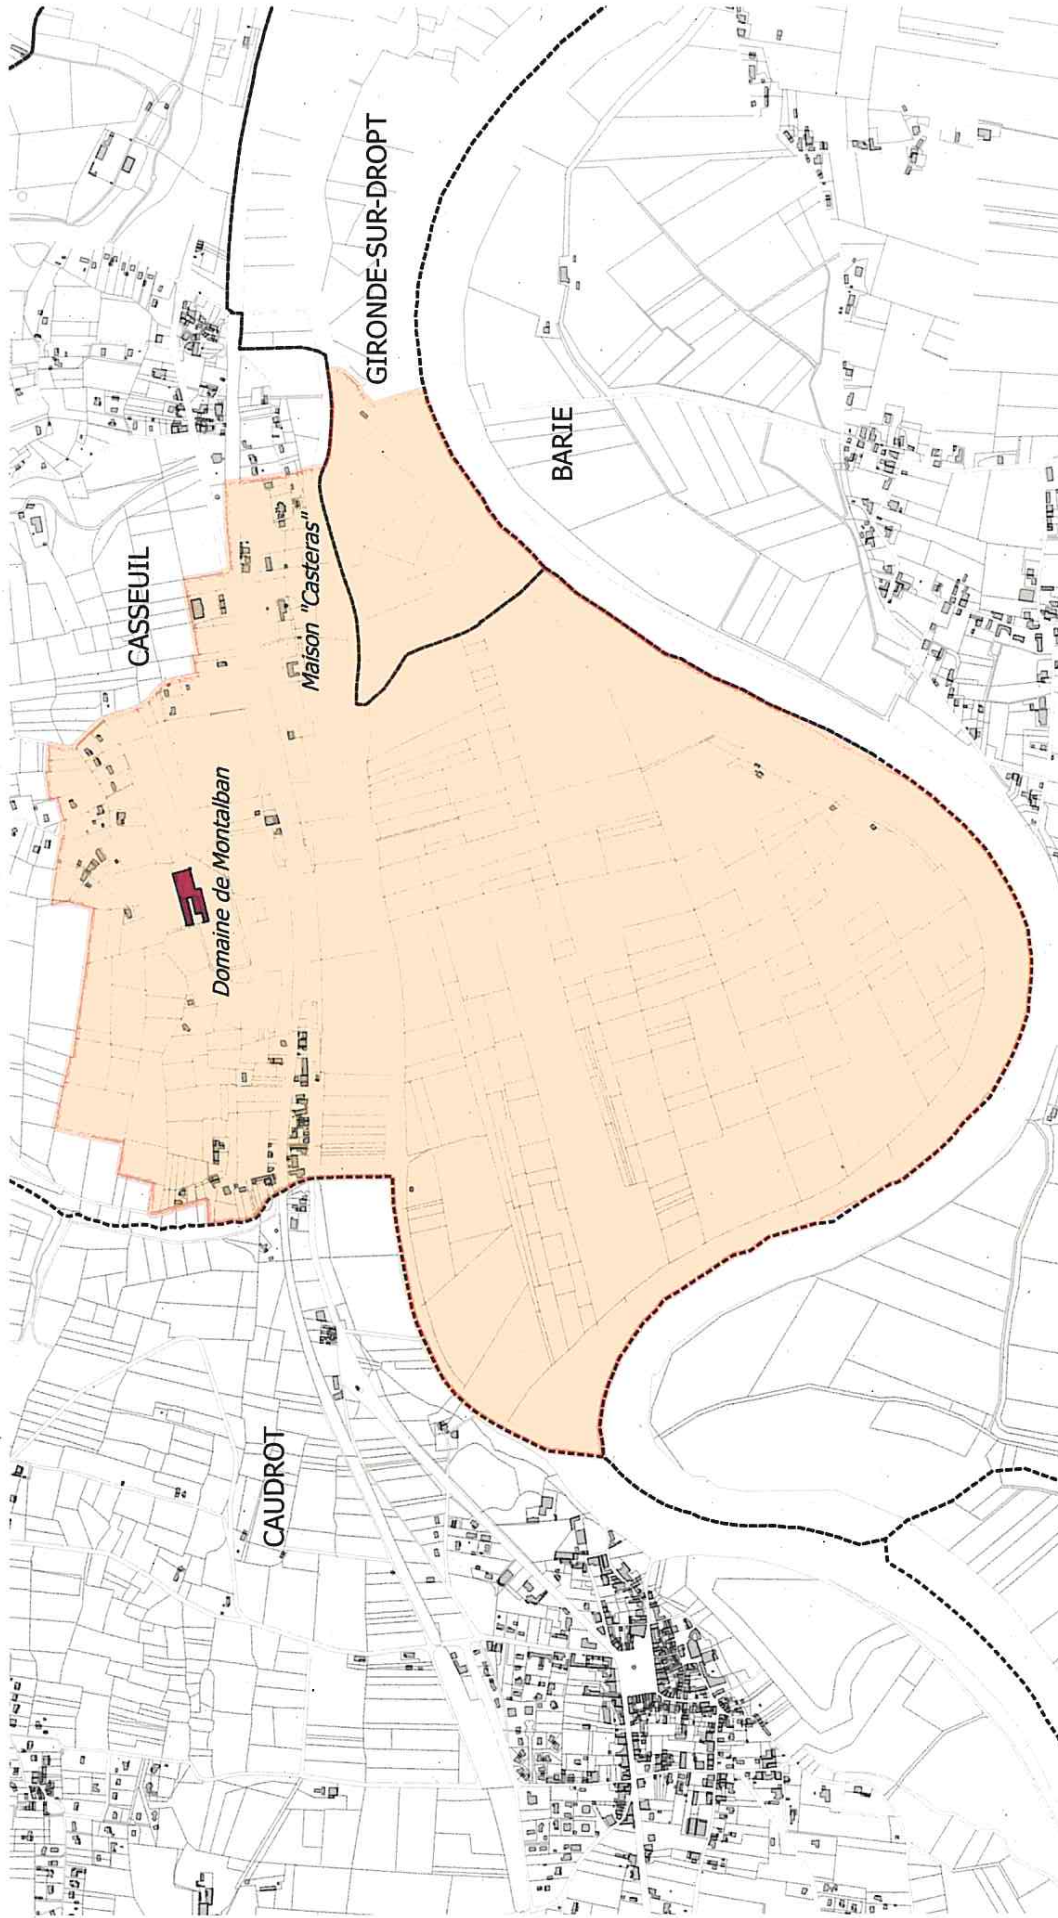 CAUDROT
Domaine de Montalban
CASSEUIL
Maison "Casteras"
BARIE
GIRONDE-SUR-DROPT